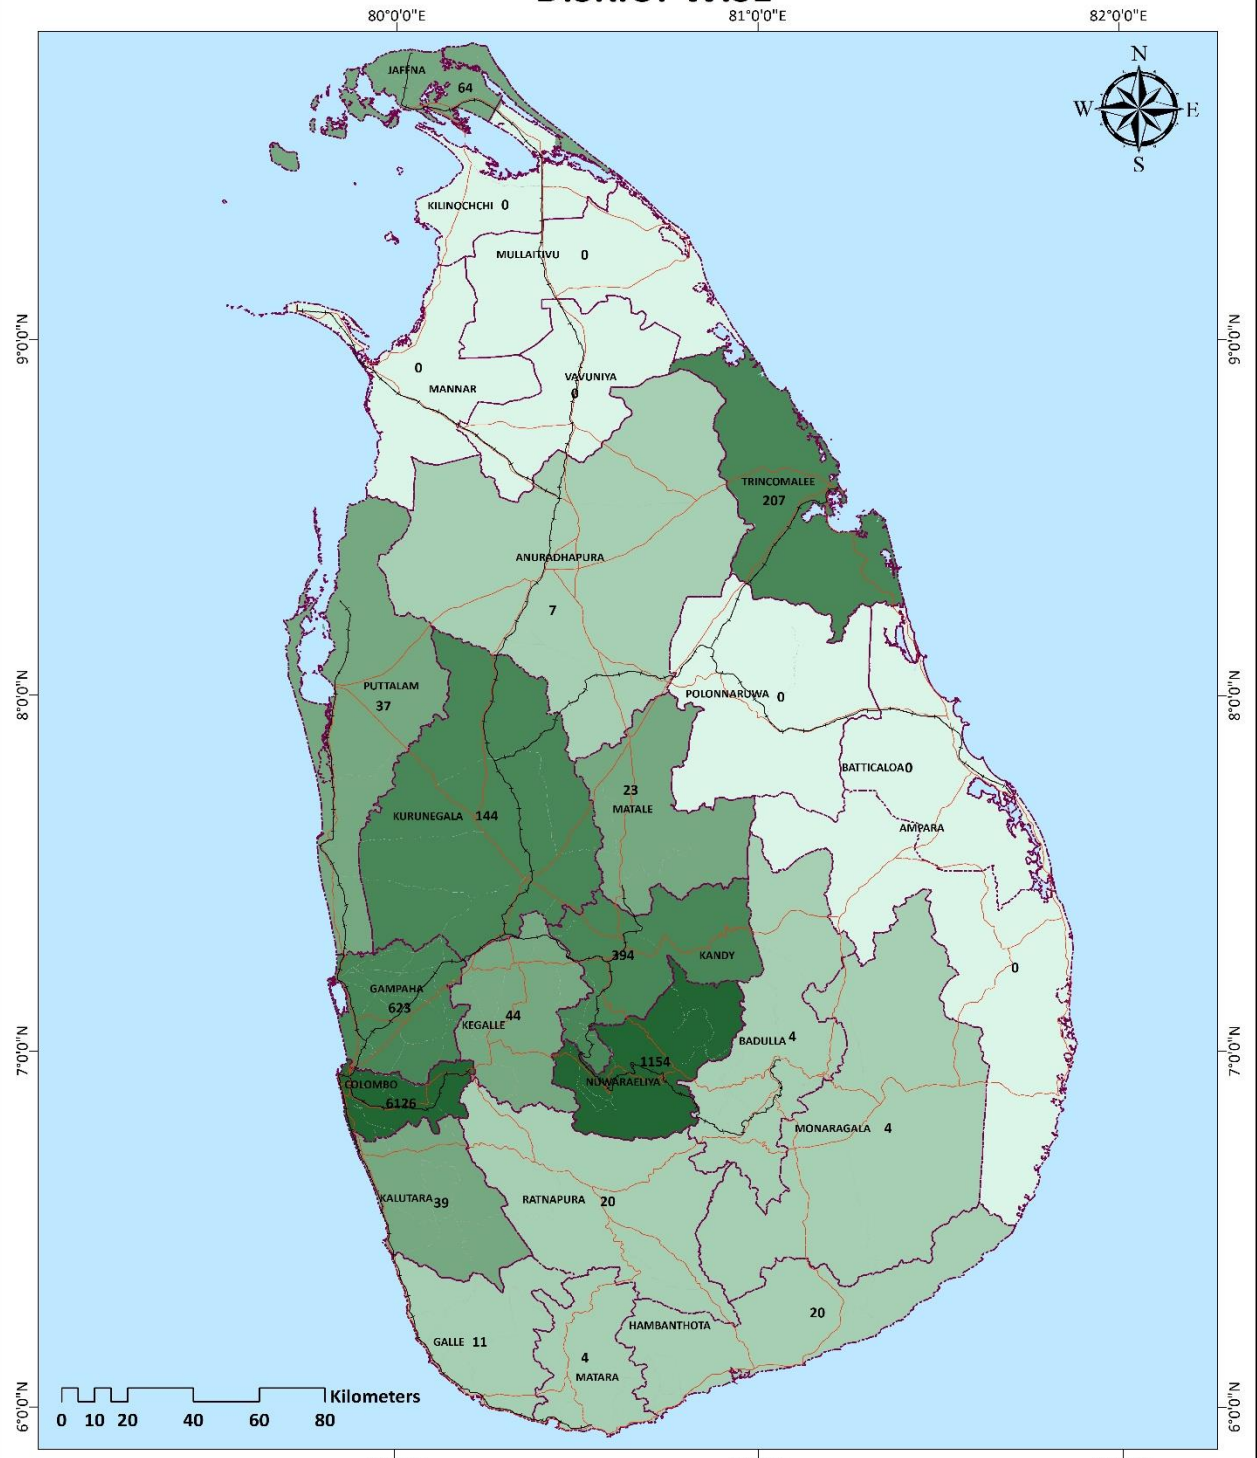 80°0'0"E 81°0'0"E 82°0'0"E
N
W E
S
JAFFNA
64
KILINOCHCHI 0
MULLAITIVU 0
9°0'0"N 9°0'0"N
0
MANNAR
VAVUNIYA
0
TRINCOMALEE
207
ANURADHAPURA
7
PUTTALAM
37
8°0'0"N 8°0'0"N
POLONNARUWA 0
BATTICALOA 0
23
MATALE
KURUNEGALA 144
AMPARA
0
394 KANDY
GAMPAHA
623
KEGALLE 44
BADULLA 4
7°0'0"N 7°0'0"N
1154
NUWARAELIYA
COLOMBO
6126
MONARAGALA 4
KALUTARA 39
RATNAPURA 20
20
HAMBANTHOTA
GALLE 11
4
MATARA
Kilometers
0 10 20 40 60 80
6°0'0"N 6°0'0"N